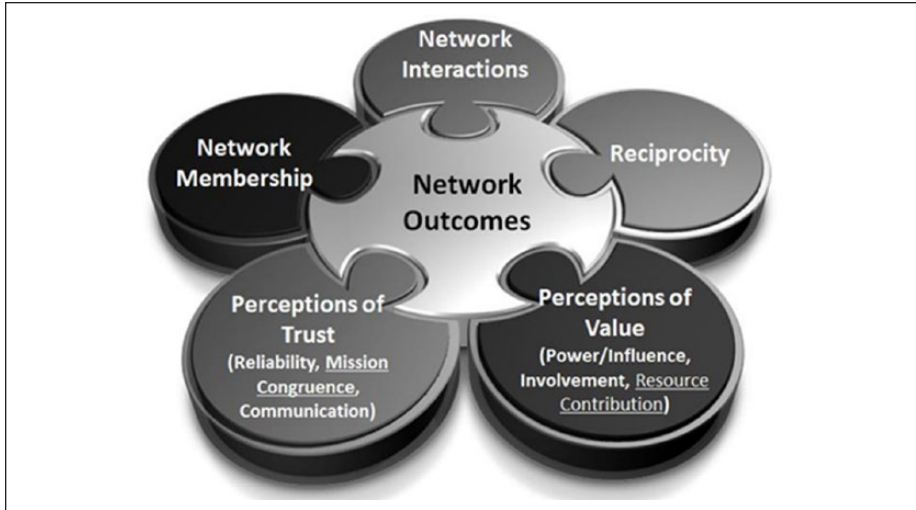 Network
Interactions
Network
Membership
Reciprocity
Network
Outcomes
Perceptions of
Trust
(Reliability, Mission
Congruence,
Communication)
Perceptions of
Value
(Power/Influence,
Involvement, Resource
Contribution)